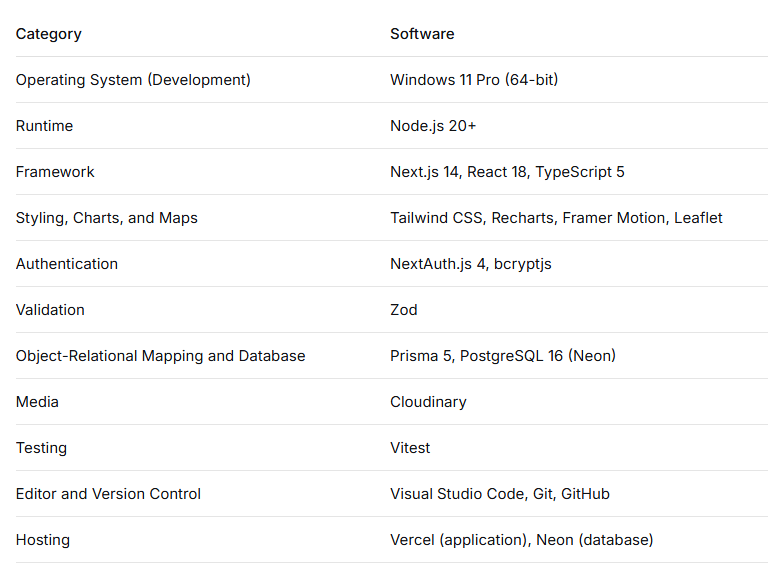 Category Software
Operating System (Development) Windows 11 Pro (64-bit)
Runtime Node.js 20+
Framework Next.js 14, React 18, TypeScript 5
Styling, Charts, and Maps Tailwind CSS, Recharts, Framer Motion, Leaflet
Authentication NextAuth.js 4, bcryptjs
Validation Zod
Object-Relational Mapping and Database Prisma 5, PostgreSQL 16 (Neon)
Media Cloudinary
Testing Vitest
Editor and Version Control Visual Studio Code, Git, GitHub
Hosting Vercel (application), Neon (database)